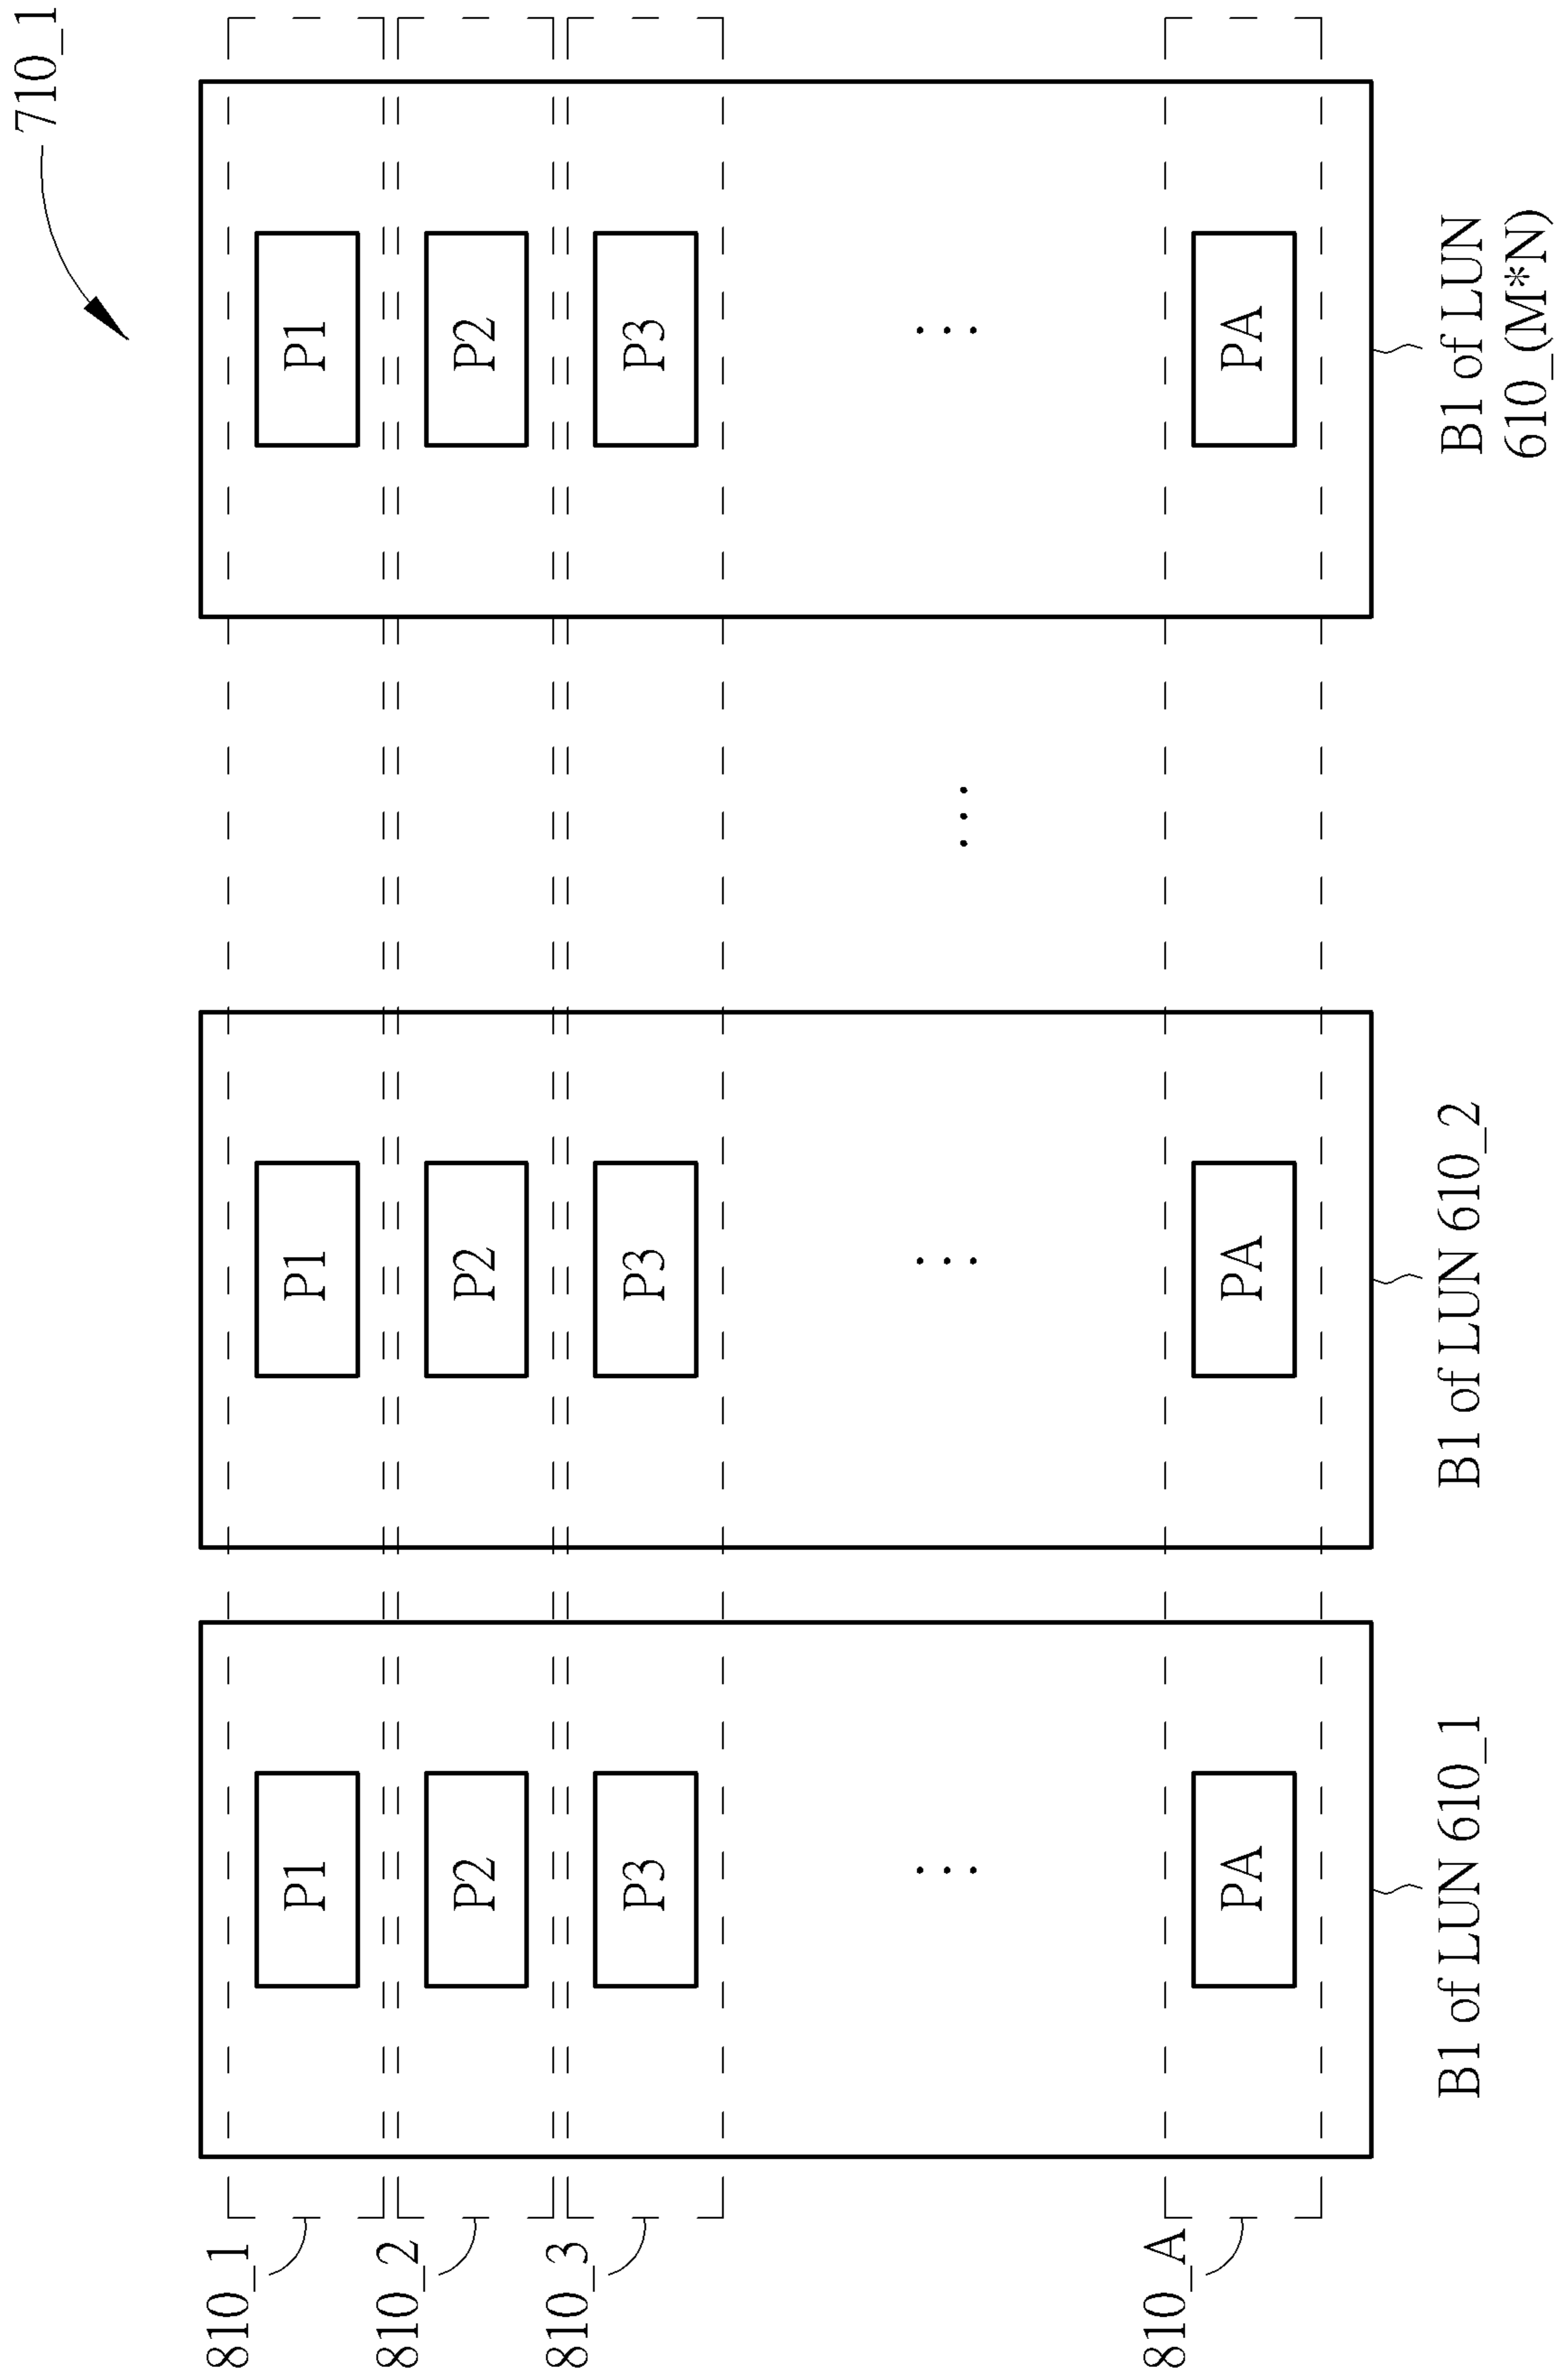 710_1
810_1
P1
P1
P1
810_2
P2
P2
P2
810_3
P3
P3
P3
810_A
PA
PA
PA
B1 of LUN 610_1
B1 of LUN 610_2
B1 of LUN
610_(M*N)